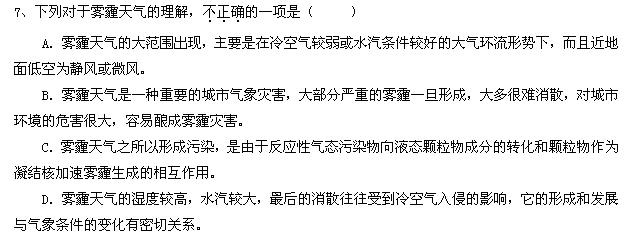 7、下列对于雾霾天气的理解，不正确的一项是（　　）
A. 雾霾天气的大范围出现，主要是在冷空气较弱或水汽条件较好的大气环流形势下，而且近地
面低空为静风或微风。
B. 雾霾天气是一种重要的城市气象灾害，大部分严重的雾霾一旦形成，大多很难消散，对城市
环境的危害很大，容易酿成雾霾灾害。
C. 雾霾天气之所以形成污染，是由于反应性气态污染物向液态颗粒物成分的转化和颗粒物作为
凝结核加速雾霾生成的相互作用。
D. 雾霾天气的湿度较高，水汽较大，最后的消散往往受到冷空气入侵的影响，它的形成和发展
与气象条件的变化有密切关系。